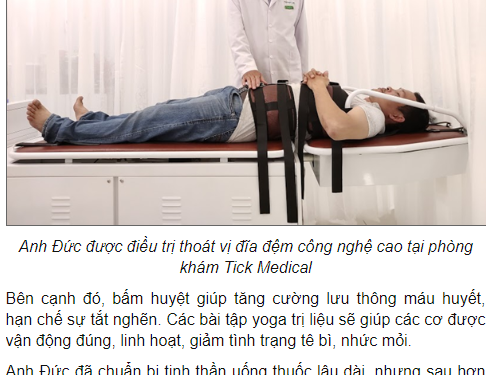 Anh Đức được điều trị thoát vị đĩa đệm công nghệ cao tại phòng
khám Tick Medical
Bên cạnh đó, bấm huyệt giúp tăng cường lưu thông máu huyết,
hạn chế sự tắt nghẽn. Các bài tập yoga trị liệu sẽ giúp các cơ được
vận động đúng, linh hoạt, giảm tình trạng tê bì, nhức mỏi.
Anh Đức đã chuẩn bị tinh thần uống thuốc lâu dài, nhưng sau hơn